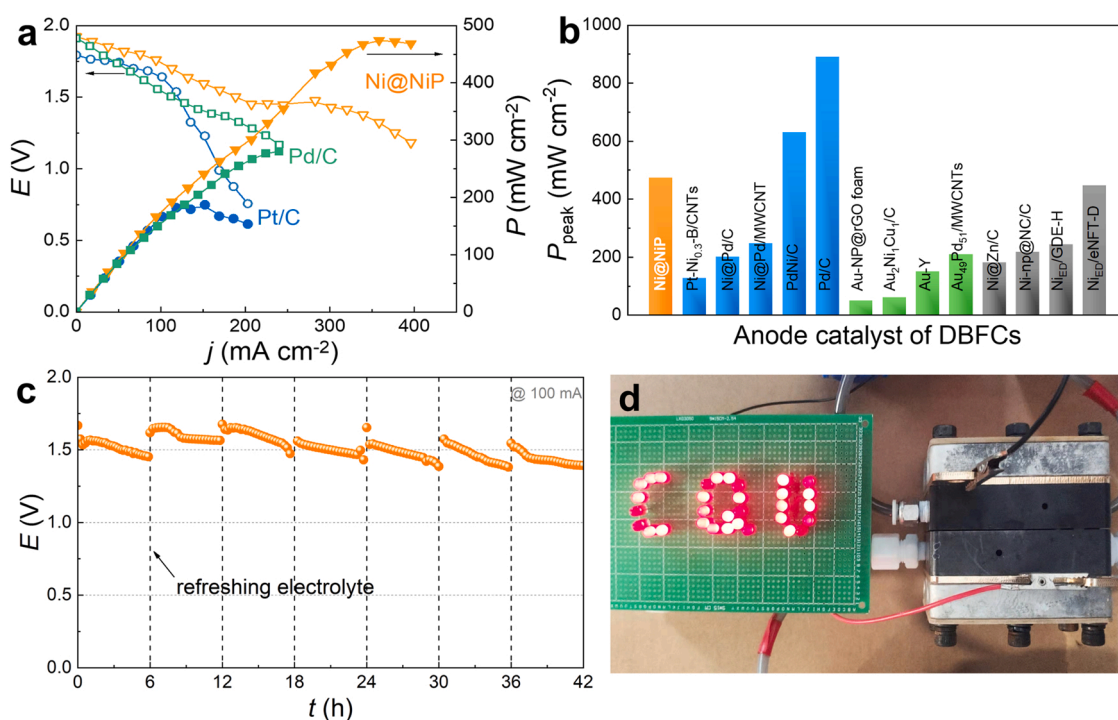 a
2.0
1.5
1.0
0.5
0.0
E (V)
0
100
200
300
400
j (mA cm-2)
500
400
300
200
100
0
P (mW cm-2)
Ni@NiP
Pd/C
Pt/C
b
1000
800
600
400
200
0
Ppeak (mW cm-2)
Ni@NiP
Pt-Ni0.3-B/CNTs
Ni@Pd/C
Ni@Pd/MWCNT
PdNi/C
Pd/C
Au-NP@rGO foam
Au2Ni1Cu1/C
Au-Y
Au49Pd51/MWCNTs
Ni@Zn/C
Ni-np@NC/C
NiED/GDE-H
NiED/eNFT-D
Anode catalyst of DBFCs
c
2.0
1.5
1.0
0.5
0.0
E (V)
@ 100 mA
refreshing electrolyte
0
6
12
18
24
30
36
42
t (h)
d
CQU